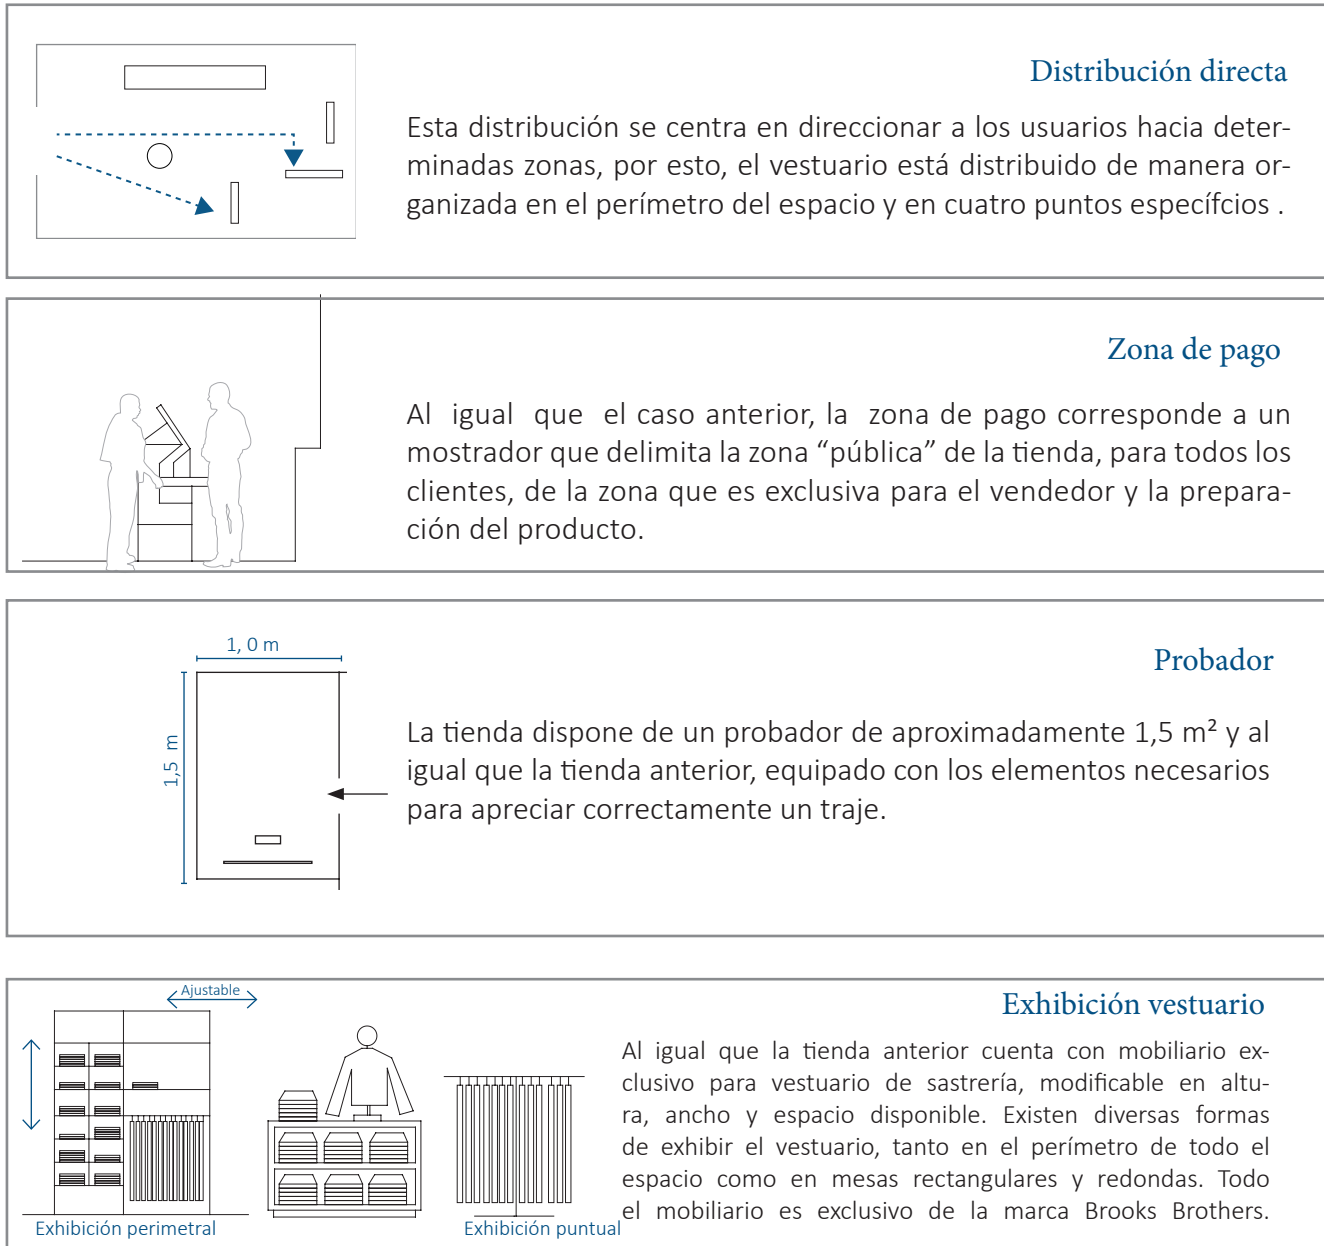 Distribución directa
Esta distribución se centra en direccionar a los usuarios hacia deter-
minadas zonas, por esto, el vestuario está distribuido de manera or-
ganizada en el perímetro del espacio y en cuatro puntos específcios .
Zona de pago
Al igual que el caso anterior, la zona de pago corresponde a un
mostrador que delimita la zona “pública” de la tienda, para todos los
clientes, de la zona que es exclusiva para el vendedor y la prepara-
ción del producto.
1, 0 m
1,5 m
Probador
La tienda dispone de un probador de aproximadamente 1,5 m² y al
igual que la tienda anterior, equipado con los elementos necesarios
para apreciar correctamente un traje.
Ajustable
Exhibición perimetral
Exhibición puntual
Exhibición vestuario
Al igual que la tienda anterior cuenta con mobiliario ex-
clusivo para vestuario de sastrería, modificable en altu-
ra, ancho y espacio disponible. Existen diversas formas
de exhibir el vestuario, tanto en el perímetro de todo el
espacio como en mesas rectangulares y redondas. Todo
el mobiliario es exclusivo de la marca Brooks Brothers.